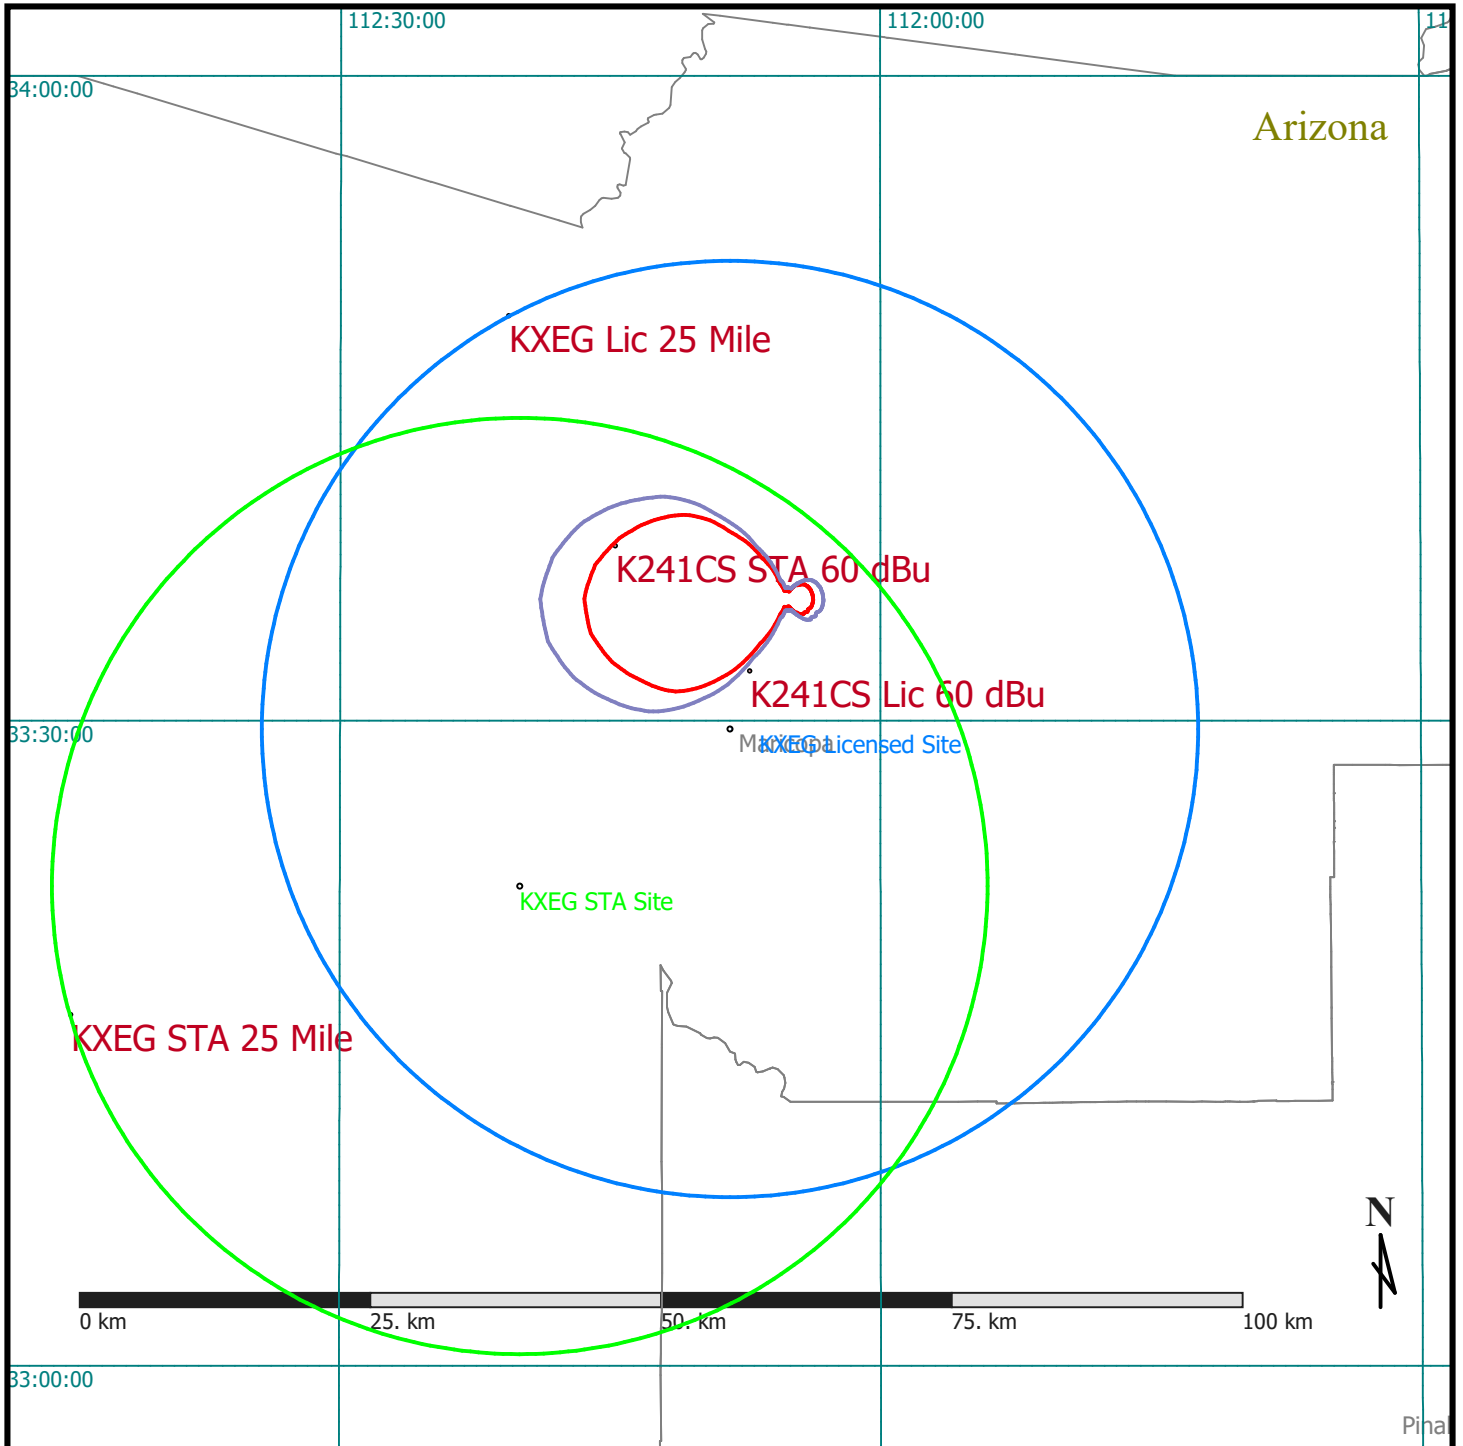 112:30:00
112:00:00
11
34:00:00
Arizona
KXEG Lic 25 Mile
K241CS STA 60 dBu
K241CS Lic 60 dBu
33:30:00
Maricopa
KXEG Licensed Site
KXEG STA Site
KXEG STA 25 Mile
N
0 km
25. km
50. km
75. km
100 km
33:00:00
Pinal